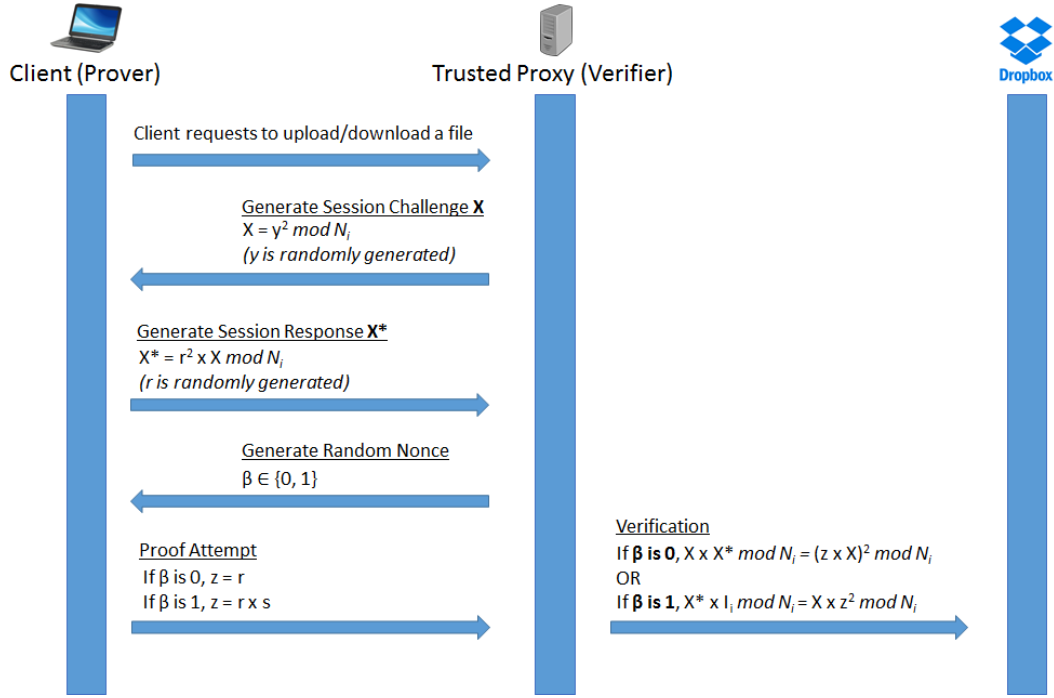 Client (Prover)
Trusted Proxy (Verifier)
Dropbox
Client requests to upload/download a file
Generate Session Challenge X
X = y² mod Nᵢ
(y is randomly generated)
Generate Session Response X*
X* = r² x X mod Nᵢ
(r is randomly generated)
Generate Random Nonce
β ∈ {0, 1}
Proof Attempt
If β is 0, z = r
If β is 1, z = r x s
Verification
If β is 0, X x X* mod Nᵢ = (z x X)² mod Nᵢ
OR
If β is 1, X* x Iᵢ mod Nᵢ = X x z² mod Nᵢ